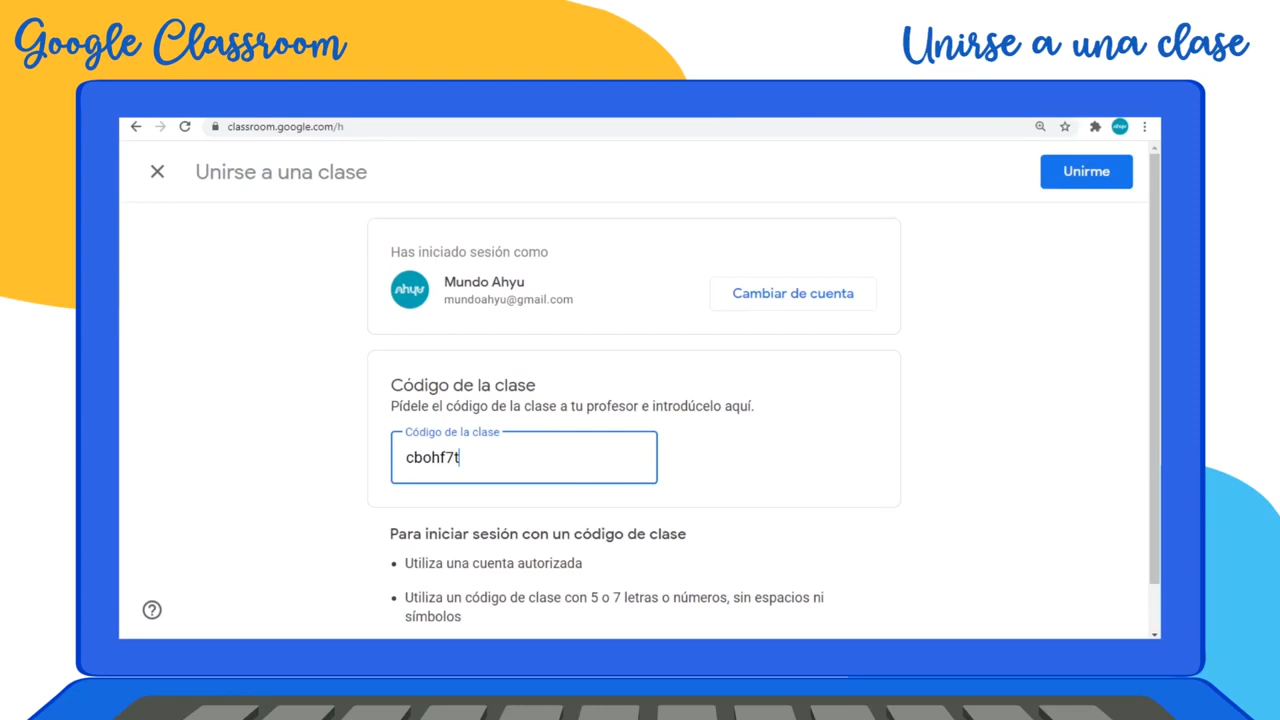 Google Classroom
Unirse a una clase
classroom.google.com/h
ahyu
Unirse a una clase
Unirme
Has iniciado sesión como
ahyu
Mundo Ahyu
mundoahyu@gmail.com
Cambiar de cuenta
Código de la clase
Pídele el código de la clase a tu profesor e introdúcelo aquí.
Código de la clase
cbohf7t
Para iniciar sesión con un código de clase
• Utiliza una cuenta autorizada
• Utiliza un código de clase con 5 o 7 letras o números, sin espacios ni
símbolos